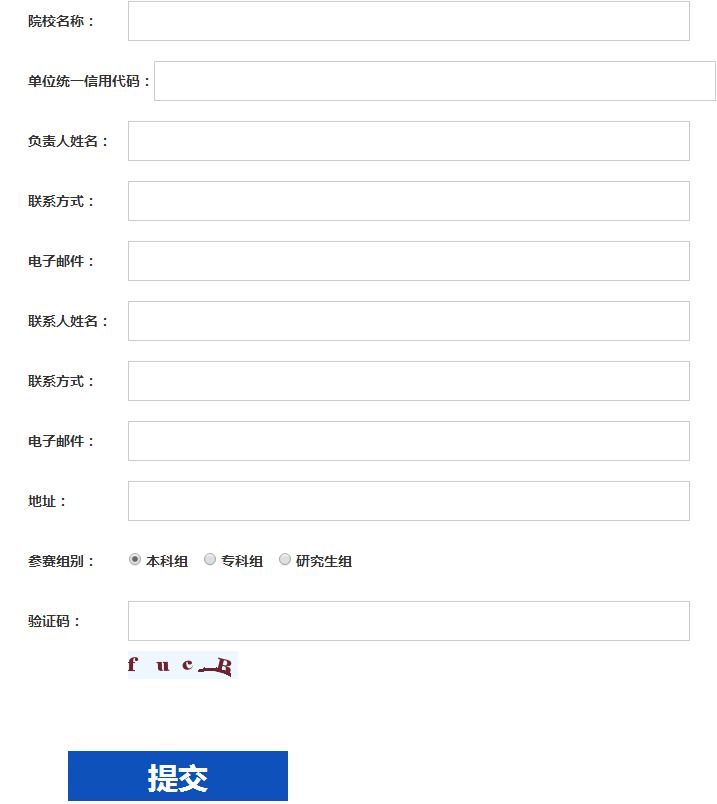 院校名称：
单位统一信用代码：
负责人姓名：
联系方式：
电子邮件：
联系人姓名：
联系方式：
电子邮件：
地址：
参赛组别： 本科组 专科组 研究生组
验证码：
f u c B
提交